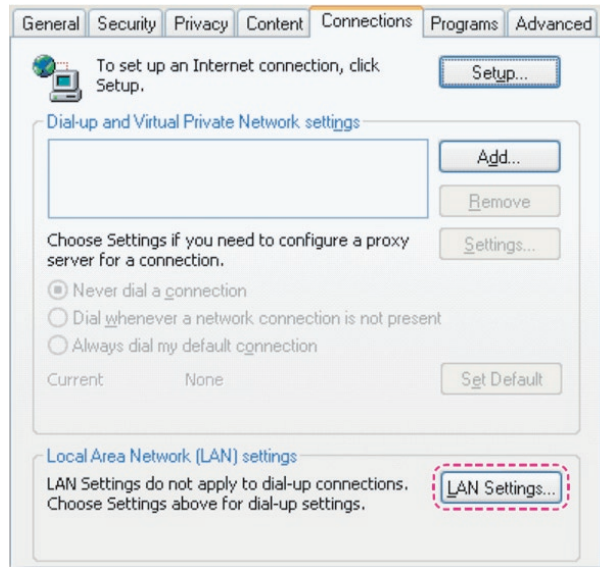 General Security Privacy Content Connections Programs Advanced
To set up an Internet connection, click
Setup.
Setup...
Dial-up and Virtual Private Network settings
Add...
Remove
Choose Settings if you need to configure a proxy
server for a connection.
Settings...
Never dial a connection
Dial whenever a network connection is not present
Always dial my default connection
Current None
Set Default
Local Area Network (LAN) settings
LAN Settings do not apply to dial-up connections.
Choose Settings above for dial-up settings.
LAN Settings...